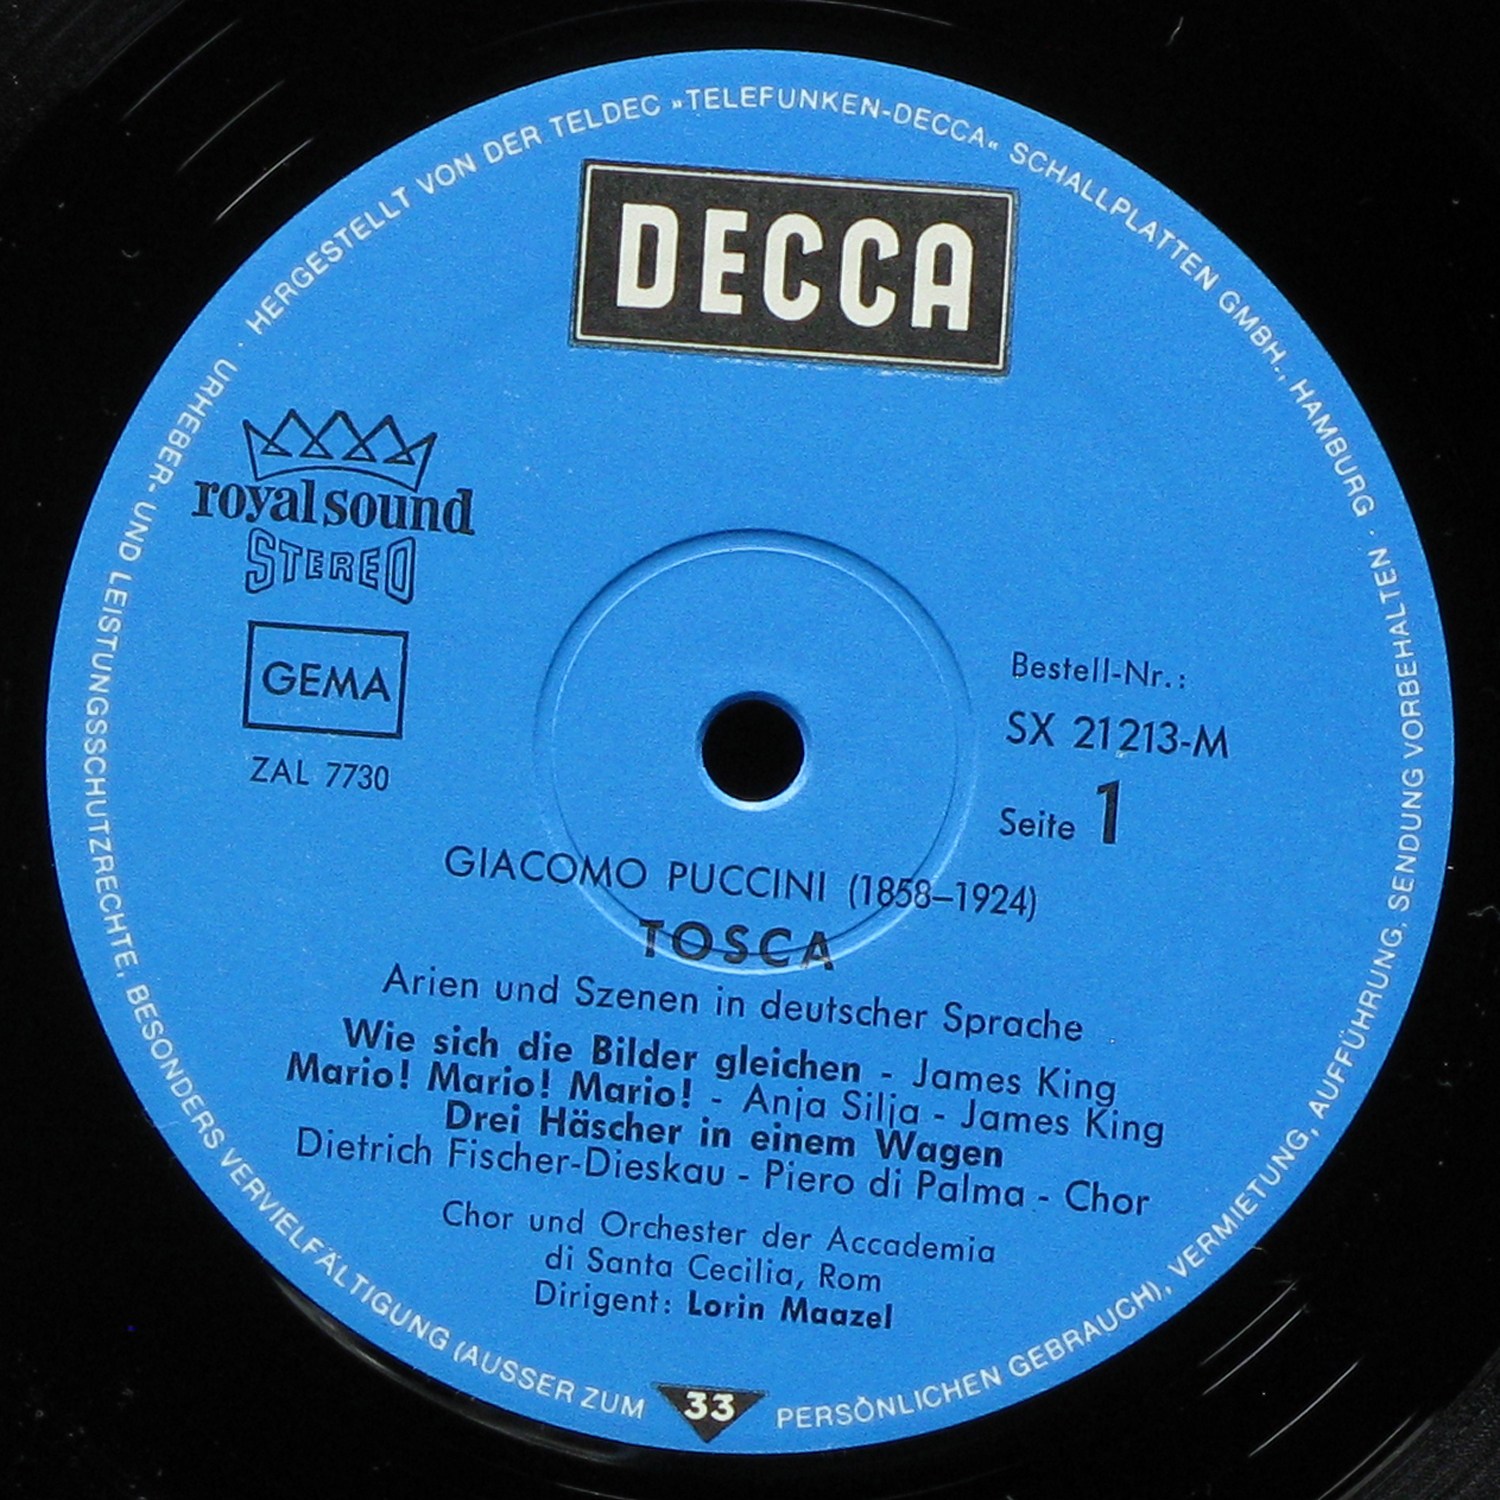 HERGESTELLT VON DER TELDEC »TELEFUNKEN-DECCA« SCHALLPLATTEN GMBH., HAMBURG · URHEBER- UND LEISTUNGSSCHUTZRECHTE, BESONDERS VERVIELFÄLTIGUNG (AUSSER ZUM PERSÖNLICHEN GEBRAUCH), VERMIETUNG, AUFFÜHRUNG, SENDUNG VORBEHALTEN ·
DECCA
royal sound
STEREO
GEMA
ZAL 7730
Bestell-Nr.:
SX 21213-M
Seite 1
GIACOMO PUCCINI (1858–1924)
TOSCA
Arien und Szenen in deutscher Sprache
Wie sich die Bilder gleichen - James King
Mario! Mario! Mario! - Anja Silja - James King
Drei Häscher in einem Wagen
Dietrich Fischer-Dieskau - Piero di Palma - Chor
Chor und Orchester der Accademia
di Santa Cecilia, Rom
Dirigent: Lorin Maazel
33